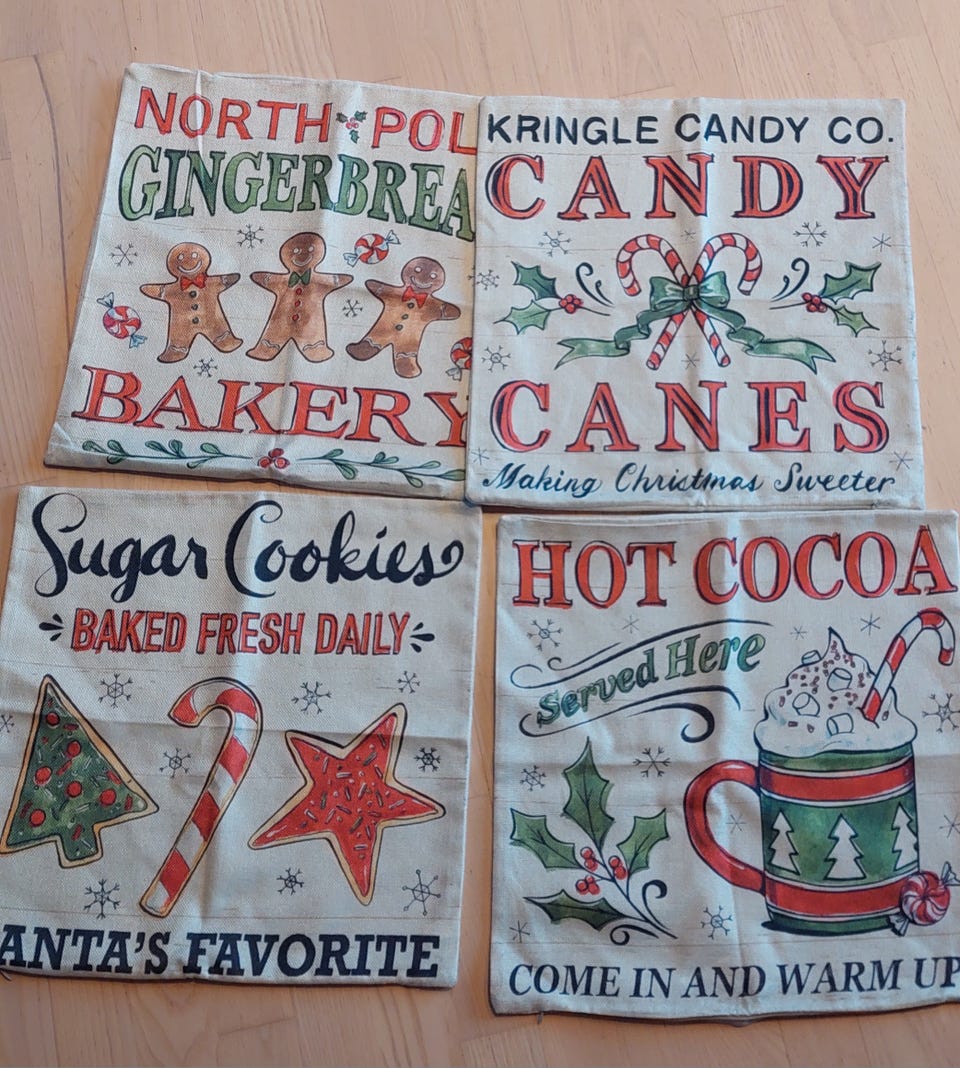 NORTH POL
GINGERBREA
BAKERY
KRINGLE CANDY CO.
CANDY
CANES
Making Christmas Sweeter
Sugar Cookies
BAKED FRESH DAILY
ANTA'S FAVORITE
HOT COCOA
Served Here
COME IN AND WARM UP